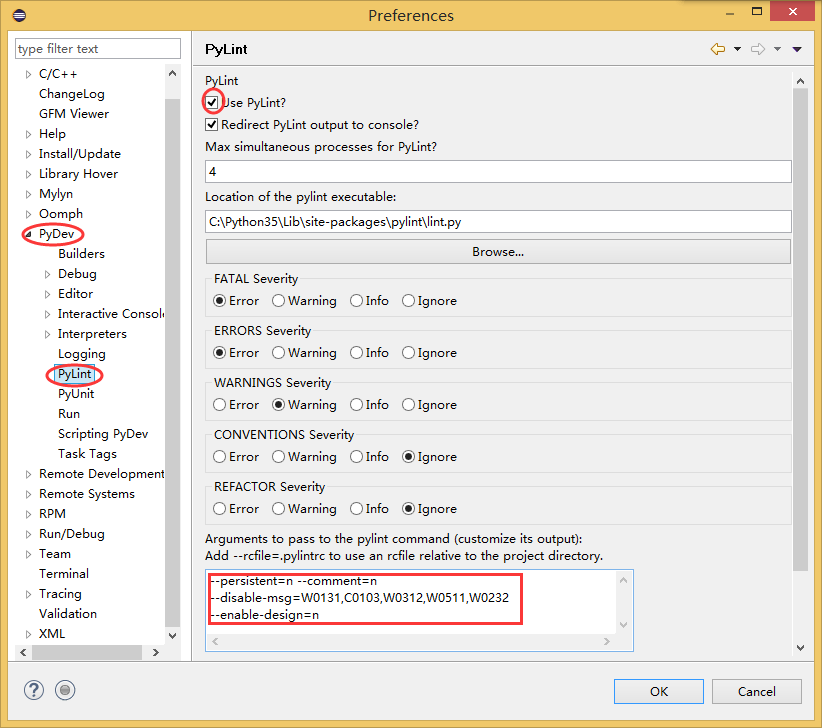 Preferences
type filter text
C/C++
ChangeLog
GFM Viewer
Help
Install/Update
Library Hover
Mylyn
Oomph
PyDev
Builders
Debug
Editor
Interactive Console
Interpreters
Logging
PyLint
PyUnit
Run
Scripting PyDev
Task Tags
Remote Development
Remote Systems
RPM
Run/Debug
Team
Terminal
Tracing
Validation
XML
PyLint
PyLint
Use PyLint?
Redirect PyLint output to console?
Max simultaneous processes for PyLint?
4
Location of the pylint executable:
C:\Python35\Lib\site-packages\pylint\lint.py
Browse...
FATAL Severity
Error Warning Info Ignore
ERRORS Severity
Error Warning Info Ignore
WARNINGS Severity
Error Warning Info Ignore
CONVENTIONS Severity
Error Warning Info Ignore
REFACTOR Severity
Error Warning Info Ignore
Arguments to pass to the pylint command (customize its output):
Add --rcfile=.pylintrc to use an rcfile relative to the project directory.
--persistent=n --comment=n
--disable-msg=W0131,C0103,W0312,W0511,W0232
--enable-design=n
?
OK Cancel